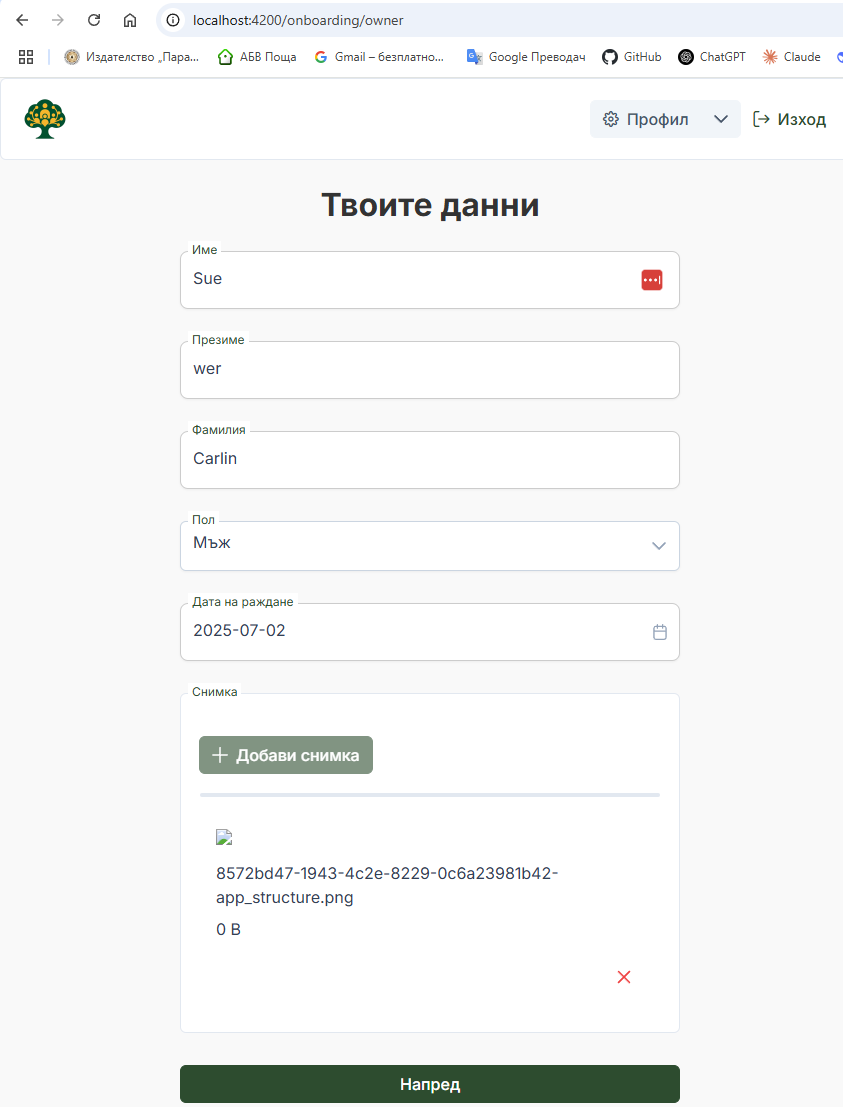 localhost:4200/onboarding/owner
Издателство „Пара...
АБВ Поща
Gmail – безплатно...
Google Преводач
GitHub
ChatGPT
Claude
Профил
Изход
Твоите данни
Име
Sue
Презиме
wer
Фамилия
Carlin
Пол
Мъж
Дата на раждане
2025-07-02
Снимка
Добави снимка
8572bd47-1943-4c2e-8229-0c6a23981b42-
app_structure.png
0 B
Напред